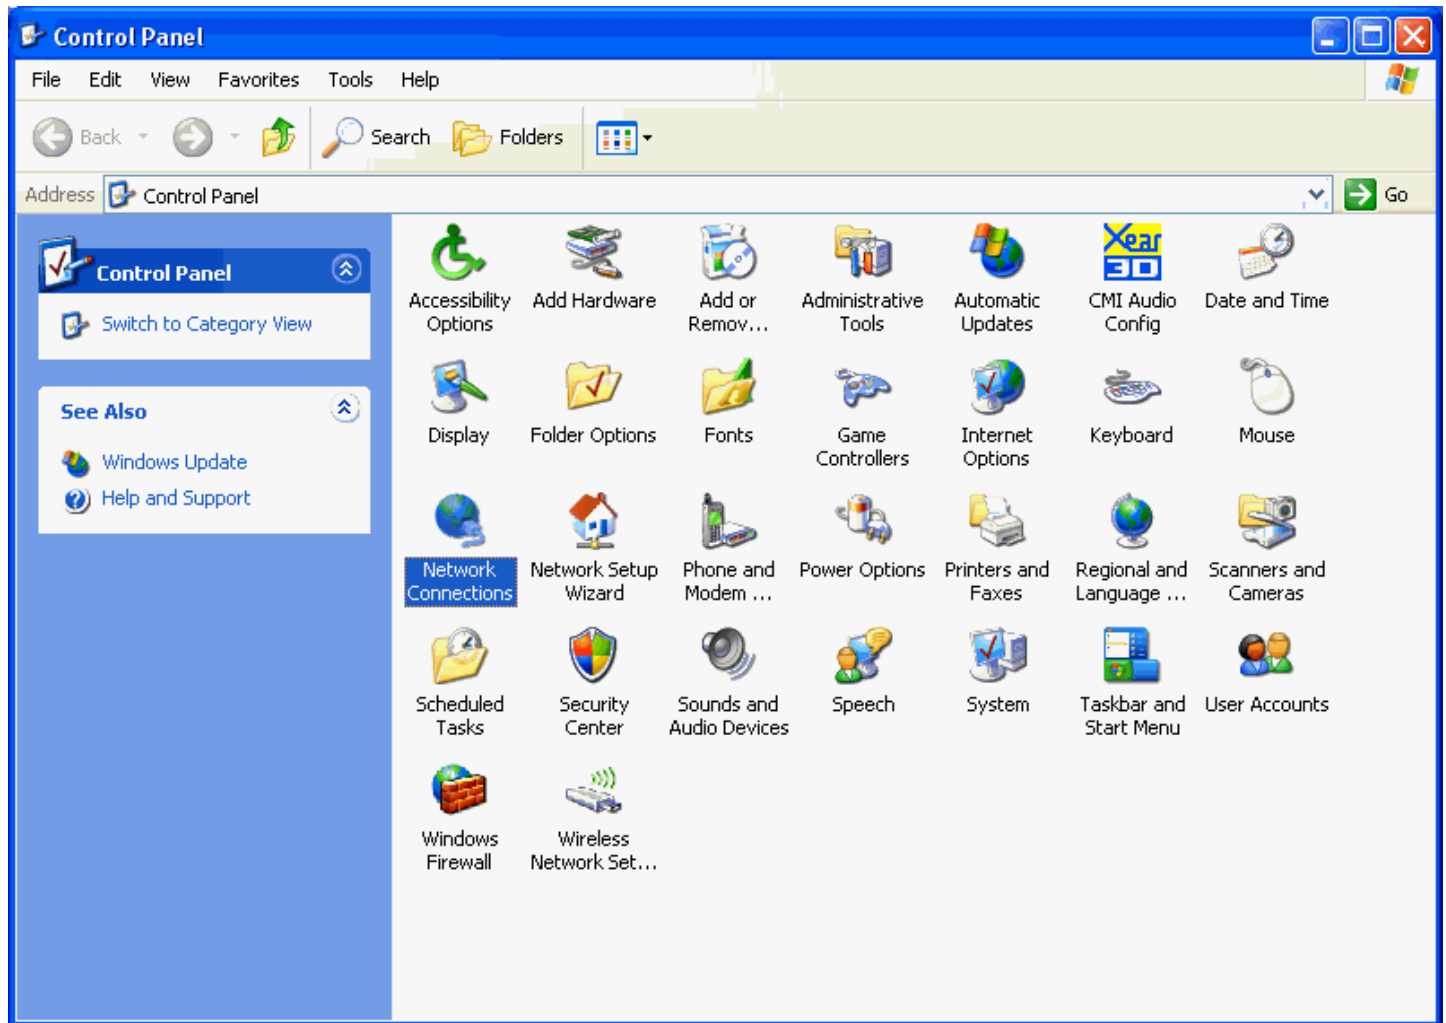 Control Panel
File Edit View Favorites Tools Help
Back Search Folders
Address Control Panel Go
Control Panel
Switch to Category View
See Also
Windows Update
Help and Support
Accessibility Options
Add Hardware
Add or Remov...
Administrative Tools
Automatic Updates
Xear 3D
CMI Audio Config
Date and Time
Display
Folder Options
Fonts
Game Controllers
Internet Options
Keyboard
Mouse
Network Connections
Network Setup Wizard
Phone and Modem ...
Power Options
Printers and Faxes
Regional and Language ...
Scanners and Cameras
Scheduled Tasks
Security Center
Sounds and Audio Devices
Speech
System
Taskbar and Start Menu
User Accounts
Windows Firewall
Wireless Network Set...